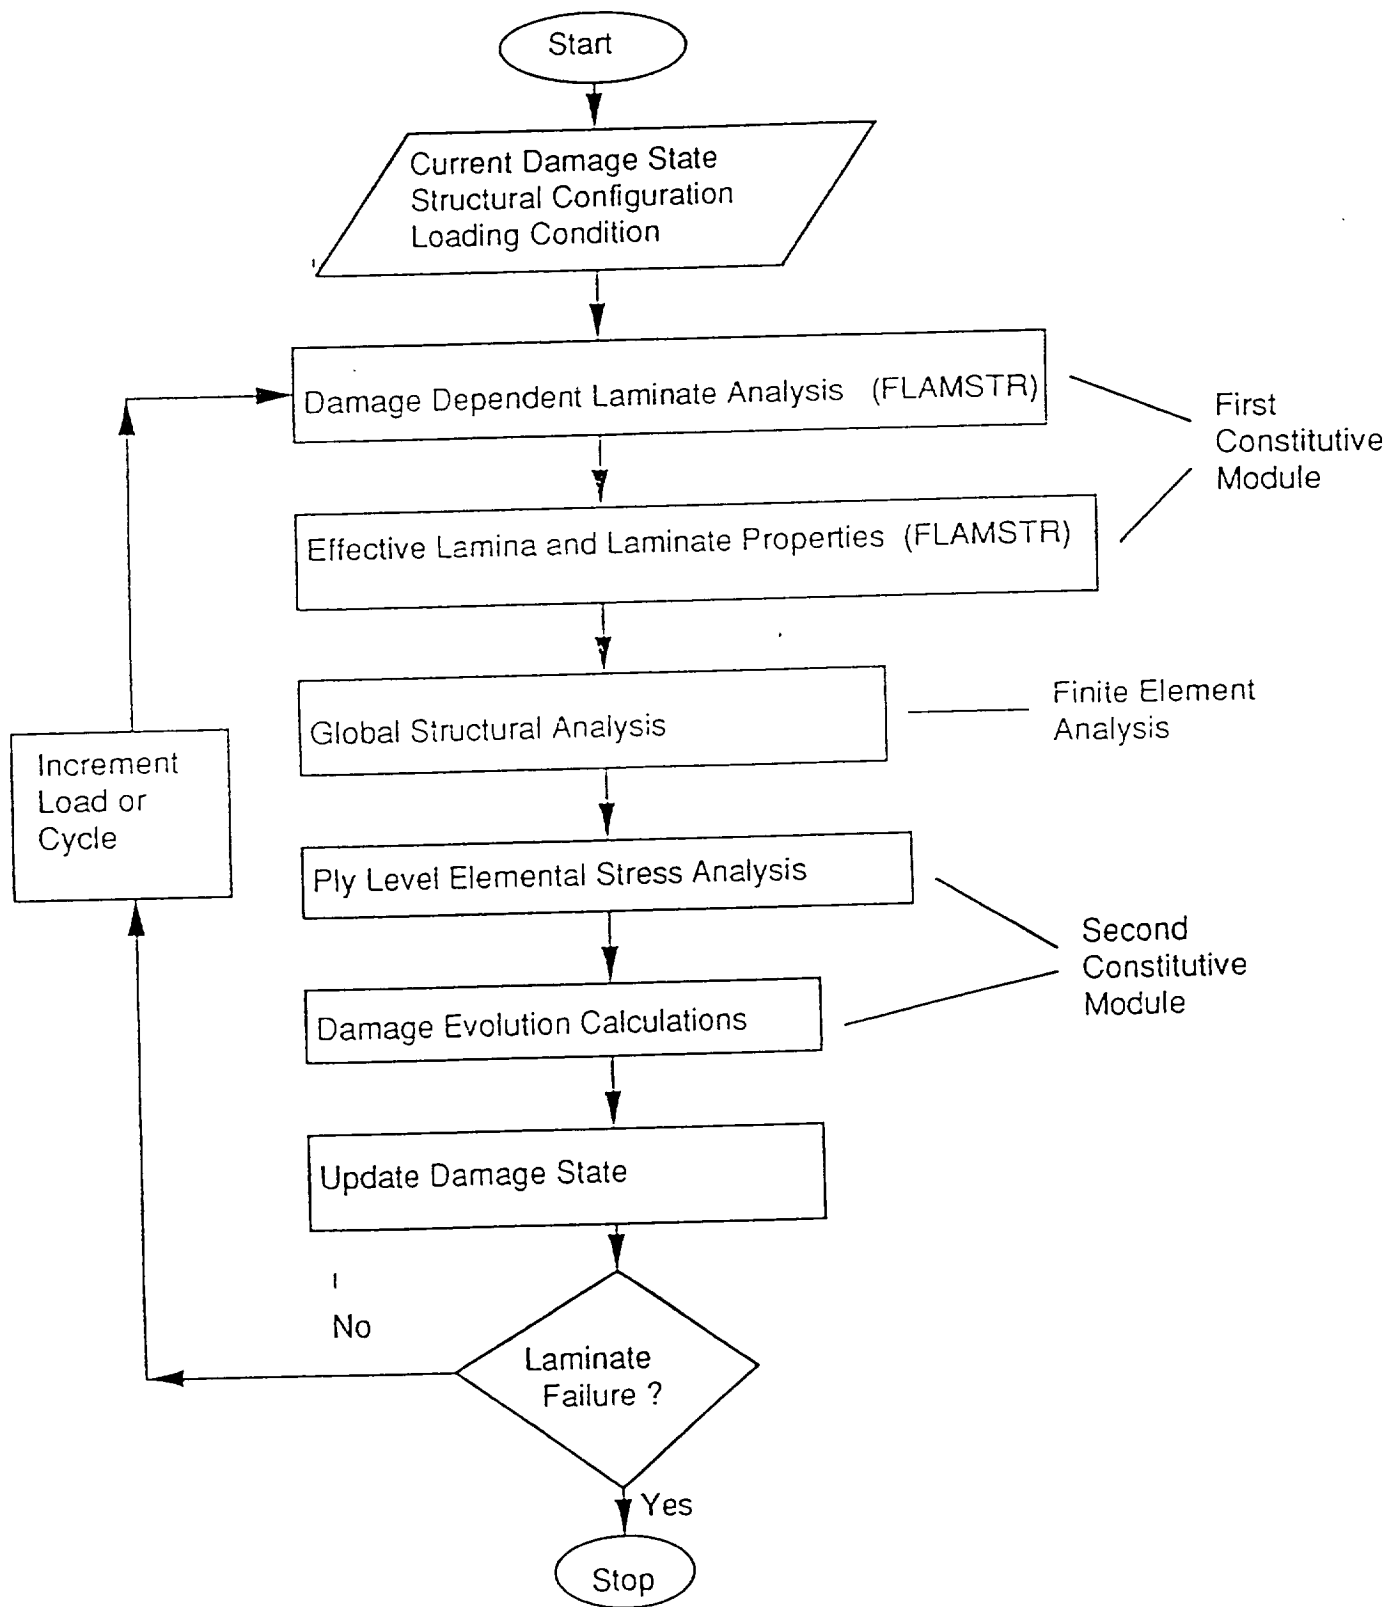 Start
Current Damage State
Structural Configuration
Loading Condition
Damage Dependent Laminate Analysis (FLAMSTR)
First
Constitutive
Module
Effective Lamina and Laminate Properties (FLAMSTR)
Global Structural Analysis
Finite Element
Analysis
Increment
Load or
Cycle
Ply Level Elemental Stress Analysis
Second
Constitutive
Module
Damage Evolution Calculations
Update Damage State
No
Laminate
Failure ?
Yes
Stop